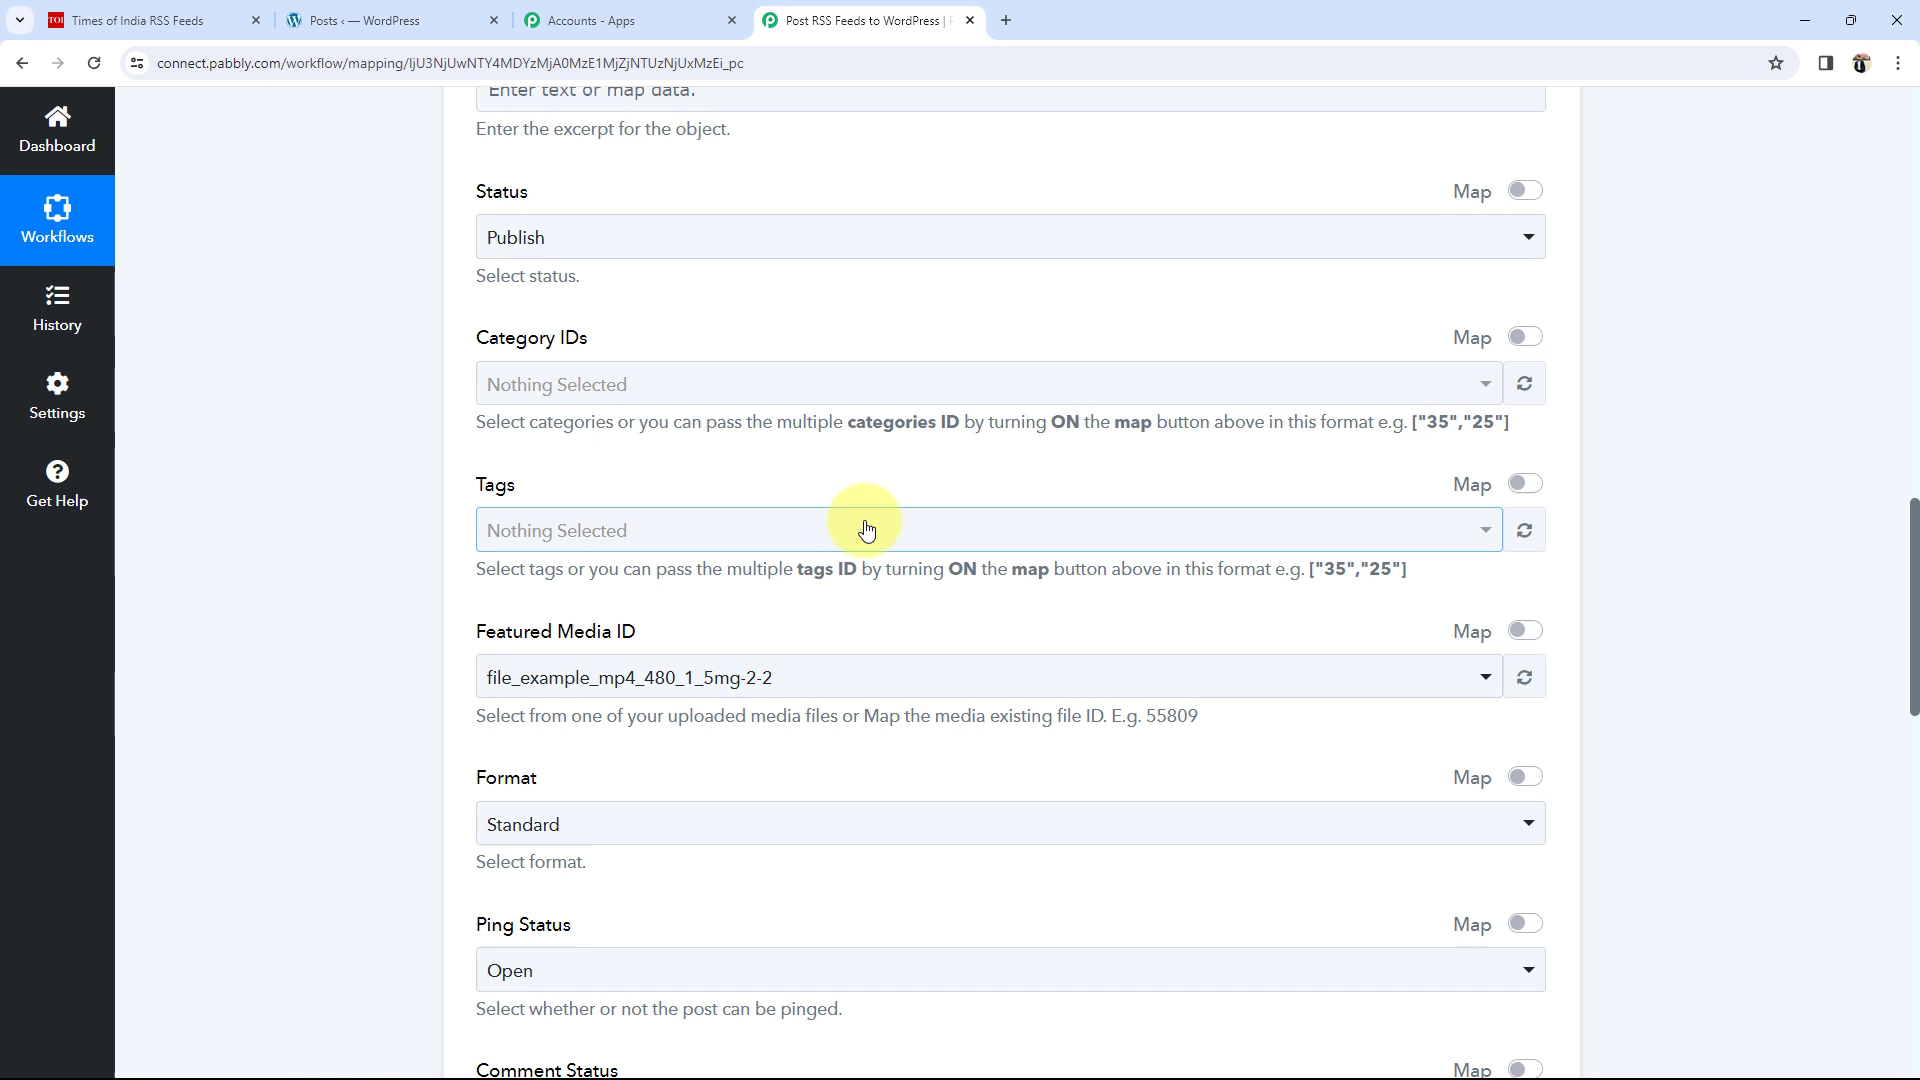 Times of India RSS Feeds
Posts ‹ — WordPress
Accounts - Apps
Post RSS Feeds to WordPress |
connect.pabbly.com/workflow/mapping/IjU3NjUwNTY4MDYzMjA0MzE1MjZjNTUzNjUxMzEi_pc
Dashboard
Workflows
History
Settings
Get Help
Enter text or map data.
Enter the excerpt for the object.
Status
Map
Publish
Select status.
Category IDs
Map
Nothing Selected
Select categories or you can pass the multiple categories ID by turning ON the map button above in this format e.g. ["35","25"]
Tags
Map
Nothing Selected
Select tags or you can pass the multiple tags ID by turning ON the map button above in this format e.g. ["35","25"]
Featured Media ID
Map
file_example_mp4_480_1_5mg-2-2
Select from one of your uploaded media files or Map the media existing file ID. E.g. 55809
Format
Map
Standard
Select format.
Ping Status
Map
Open
Select whether or not the post can be pinged.
Comment Status
Map